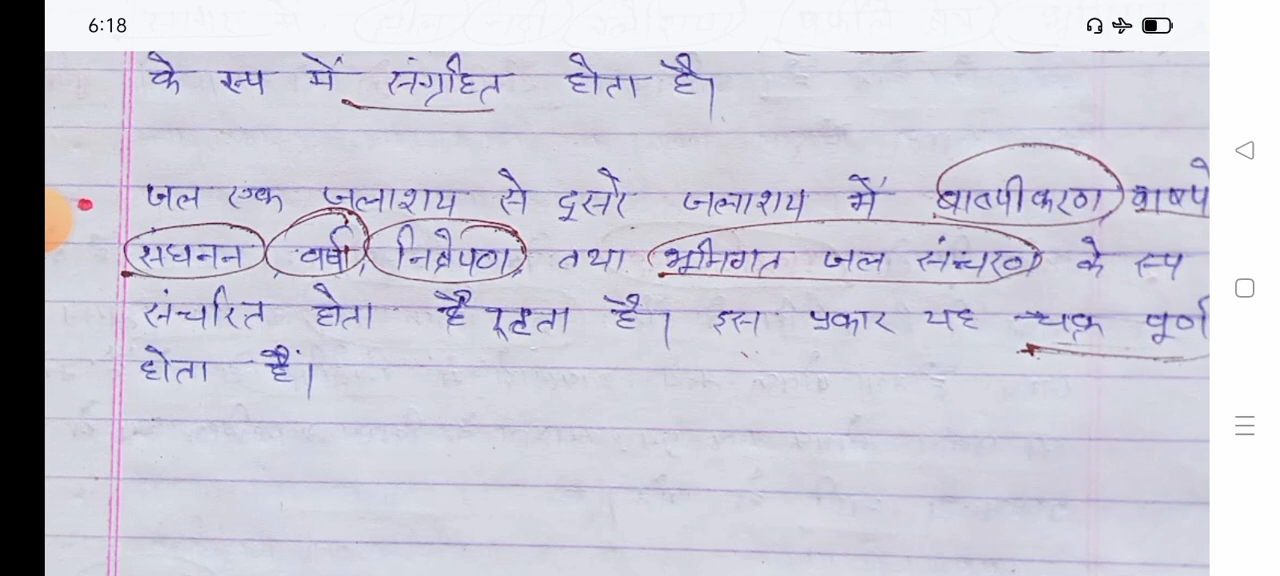 6:18
के रूप में संग्रहित होता है।
जल एक जलाशय से दूसरे जलाशय में वाष्पीकरण वाष्पो
संघनन, वर्षा, निक्षेपण, तथा भूमिगत जल संचरण के रूप
संचरित होता है रहता है। इस प्रकार यह चक्र पूर्ण
होता है।